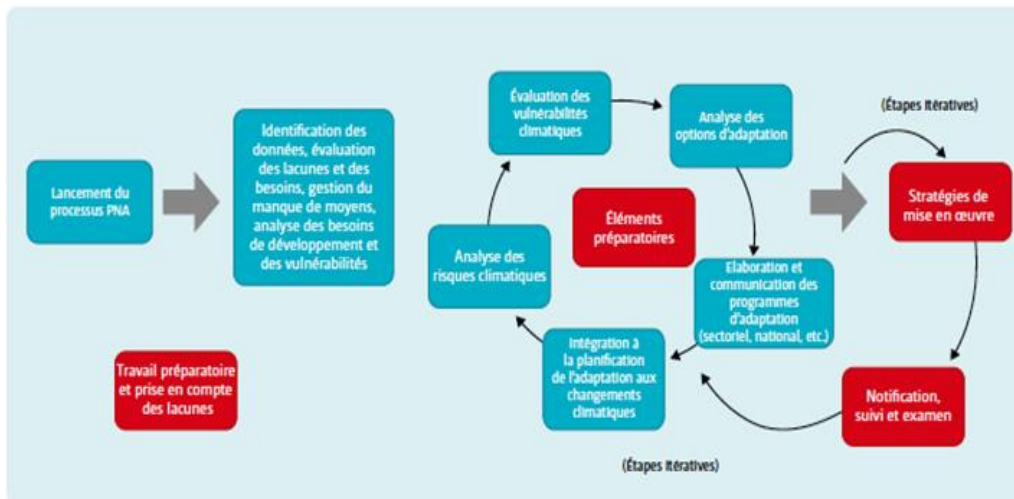 Lancement du
processus PNA
Identification des
données, évaluation
des lacunes et des
besoins, gestion du
manque de moyens,
analyse des besoins
de développement et
des vulnérabilités
Travail préparatoire
et prise en compte
des lacunes
Évaluation des
vulnérabilités
climatiques
Analyse des
options d'adaptation
Éléments
préparatoires
Analyse des
risques climatiques
Elaboration et
communication des
programmes
d'adaptation
(sectoriel, national, etc.)
Intégration à
la planification
de l'adaptation aux
changements
climatiques
(Étapes itératives)
Stratégies de
mise en œuvre
Notification,
suivi et examen
(Étapes itératives)